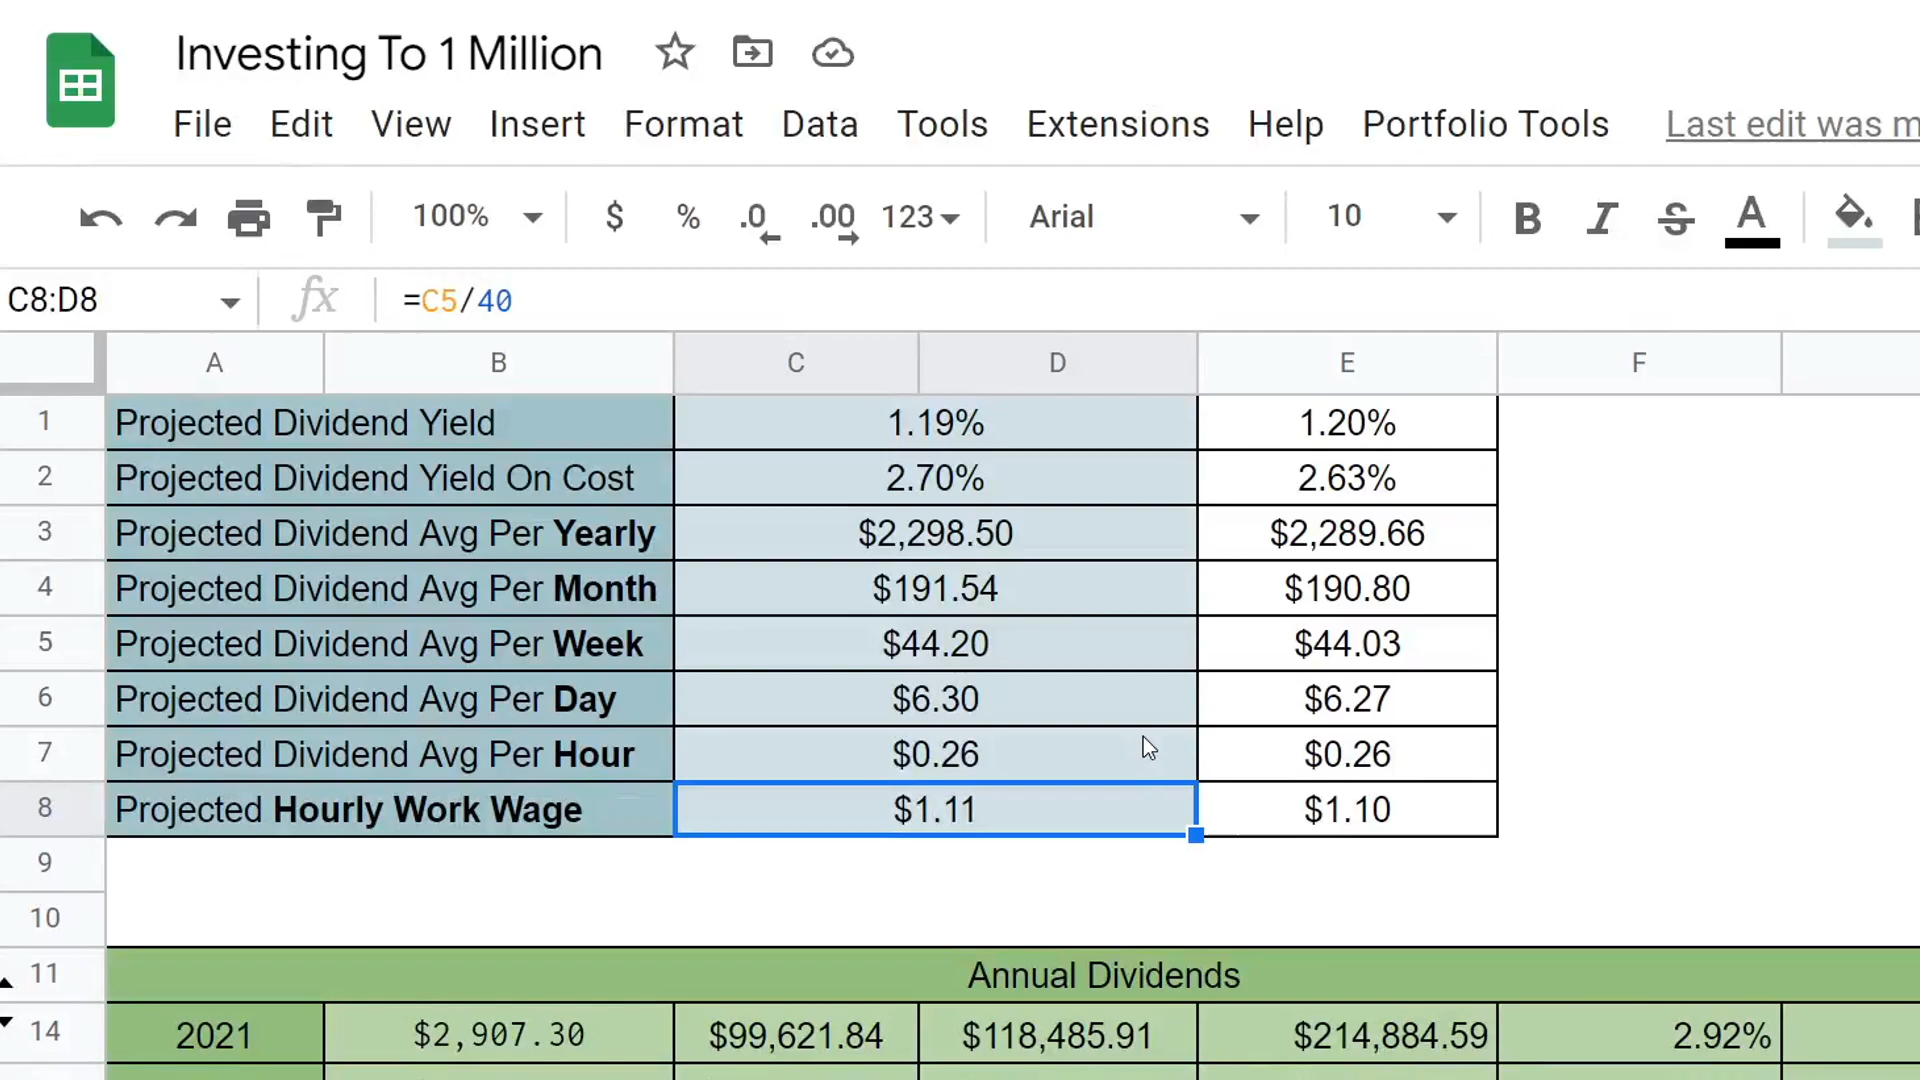 Investing To 1 Million
File Edit View Insert Format Data Tools Extensions Help Portfolio Tools Last edit was m
100% $ % .0 .00 123 Arial 10 B I S A
C8:D8 fx =C5/40
A B C D E F
1 Projected Dividend Yield 1.19% 1.20%
2 Projected Dividend Yield On Cost 2.70% 2.63%
3 Projected Dividend Avg Per Yearly $2,298.50 $2,289.66
4 Projected Dividend Avg Per Month $191.54 $190.80
5 Projected Dividend Avg Per Week $44.20 $44.03
6 Projected Dividend Avg Per Day $6.30 $6.27
7 Projected Dividend Avg Per Hour $0.26 $0.26
8 Projected Hourly Work Wage $1.11 $1.10
9
10
11 Annual Dividends
14 2021 $2,907.30 $99,621.84 $118,485.91 $214,884.59 2.92%